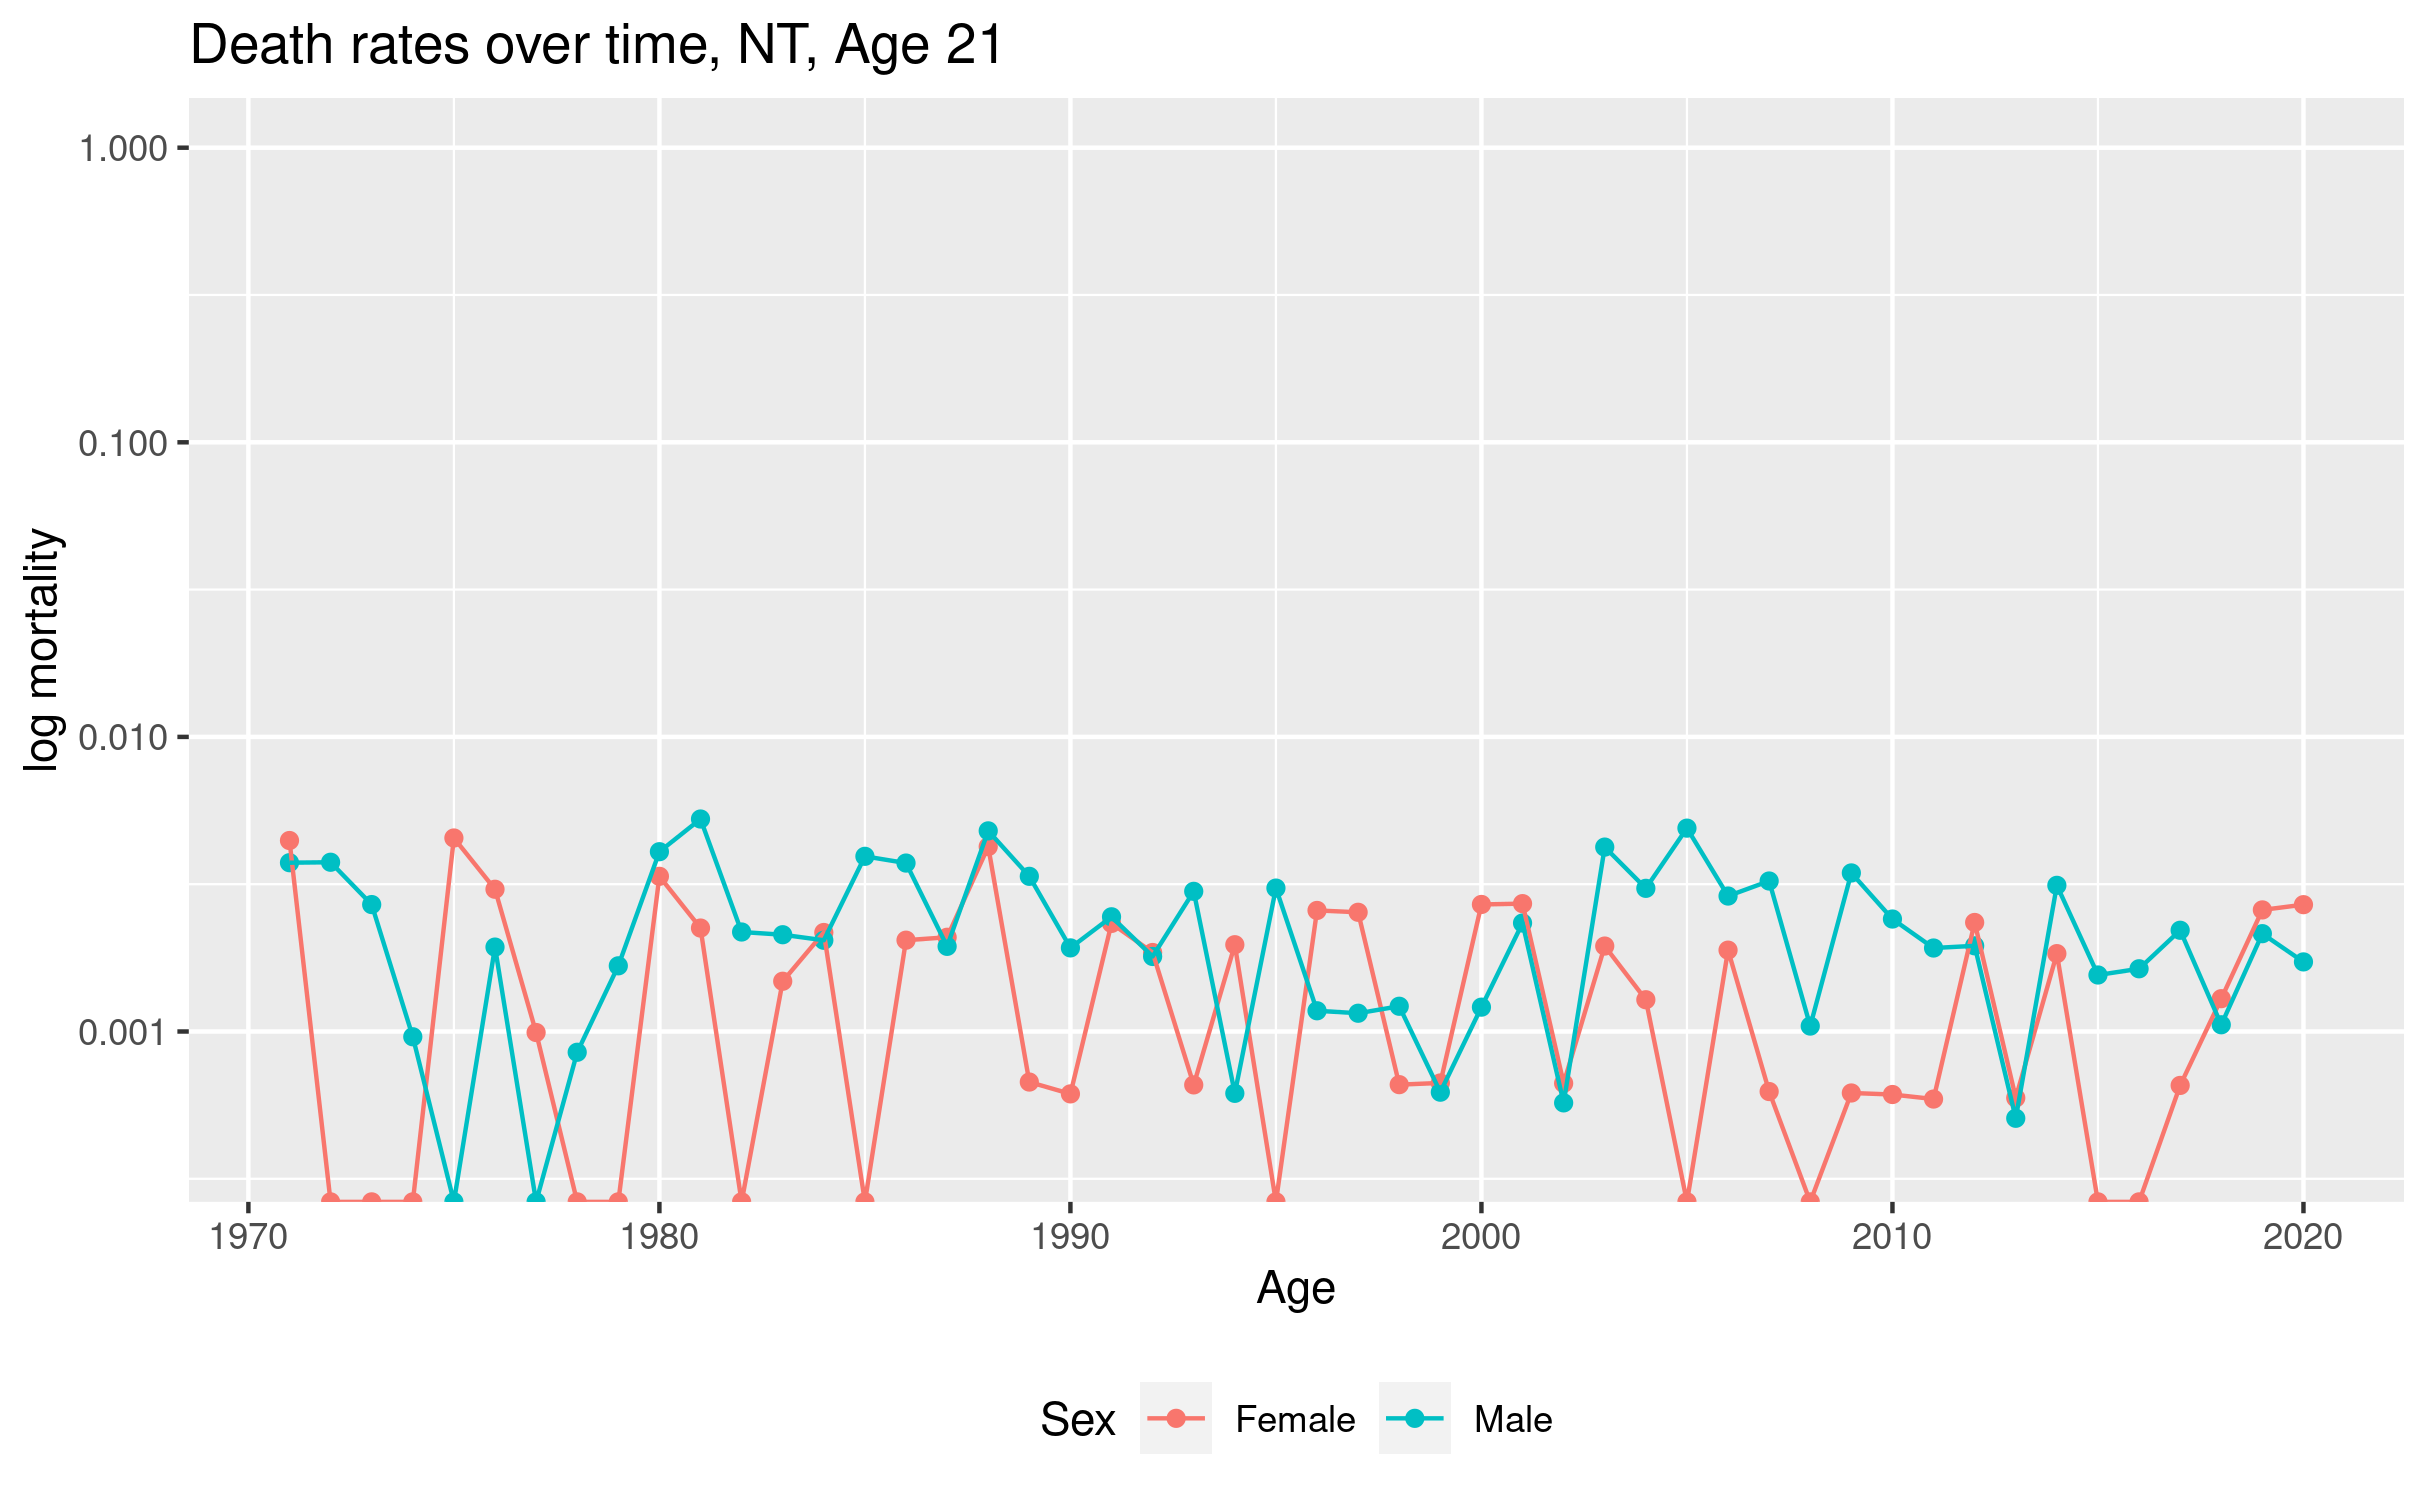 Death rates over time, NT, Age 21
log mortality
1.000
0.100
0.010
0.001
1970 1980 1990 2000 2010 2020
Age
Sex Female Male